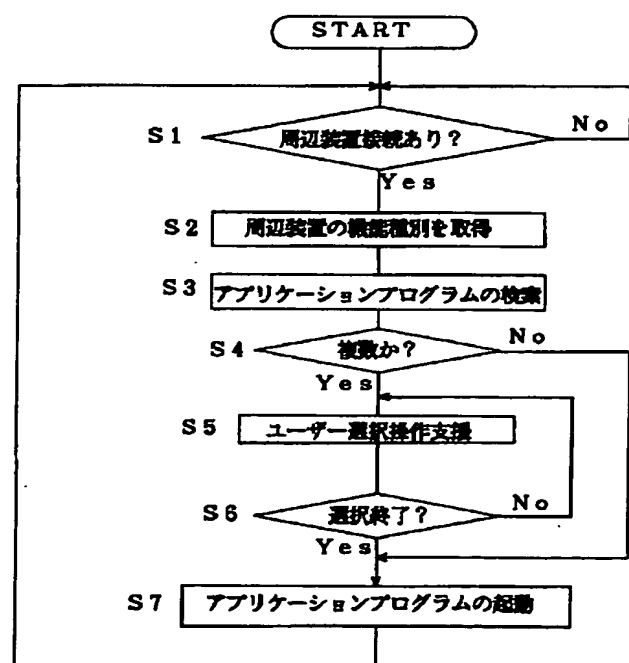 START
S1 周辺装置接続あり? No
Yes
S2 周辺装置の機能種別を取得
S3 アプリケーションプログラムの検索
S4 複数か? No
Yes
S5 ユーザー選択操作支援
S6 選択終了? No
Yes
S7 アプリケーションプログラムの起動